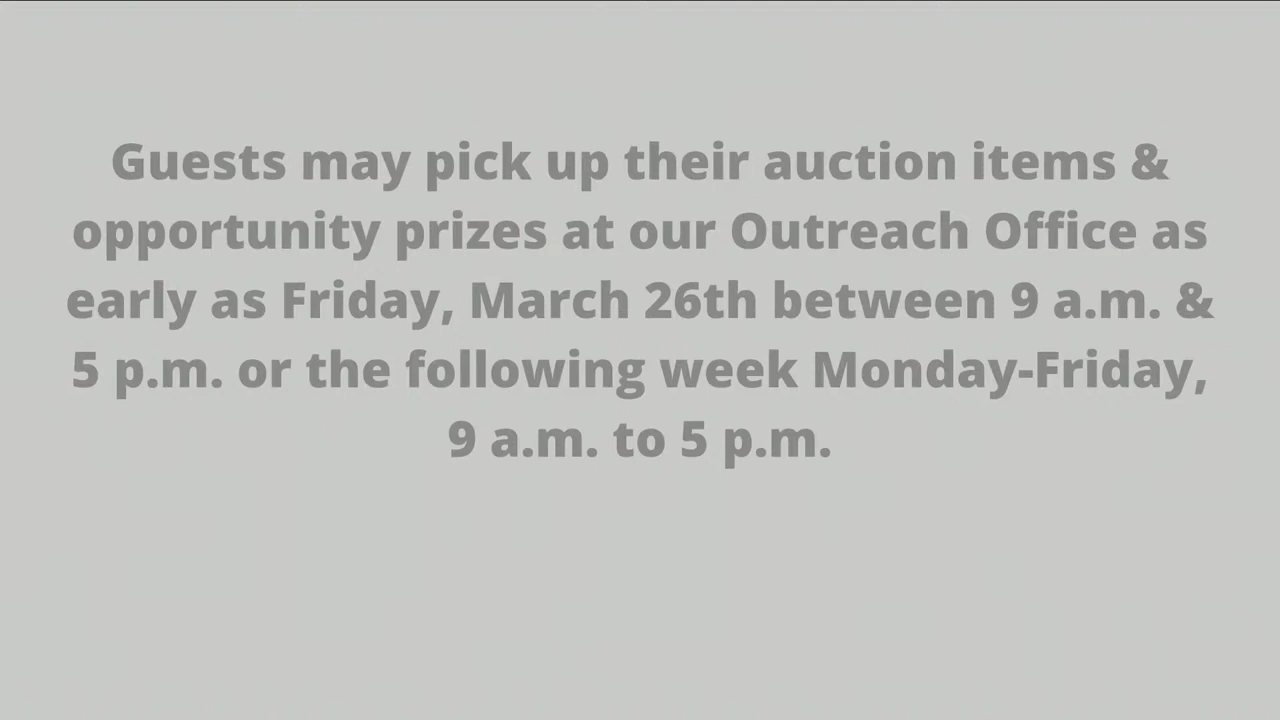 Guests may pick up their auction items &
opportunity prizes at our Outreach Office as
early as Friday, March 26th between 9 a.m. &
5 p.m. or the following week Monday-Friday,
9 a.m. to 5 p.m.